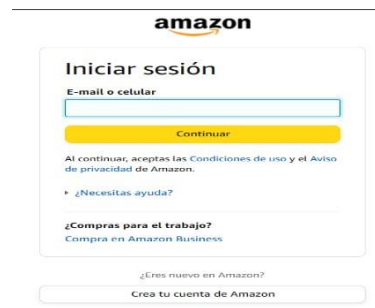 amazon
Iniciar sesión
E-mail o celular
Continuar
Al continuar, aceptas las Condiciones de uso y el Aviso
de privacidad de Amazon.
¿Necesitas ayuda?
¿Compras para el trabajo?
Compra en Amazon Business
¿Eres nuevo en Amazon?
Crea tu cuenta de Amazon